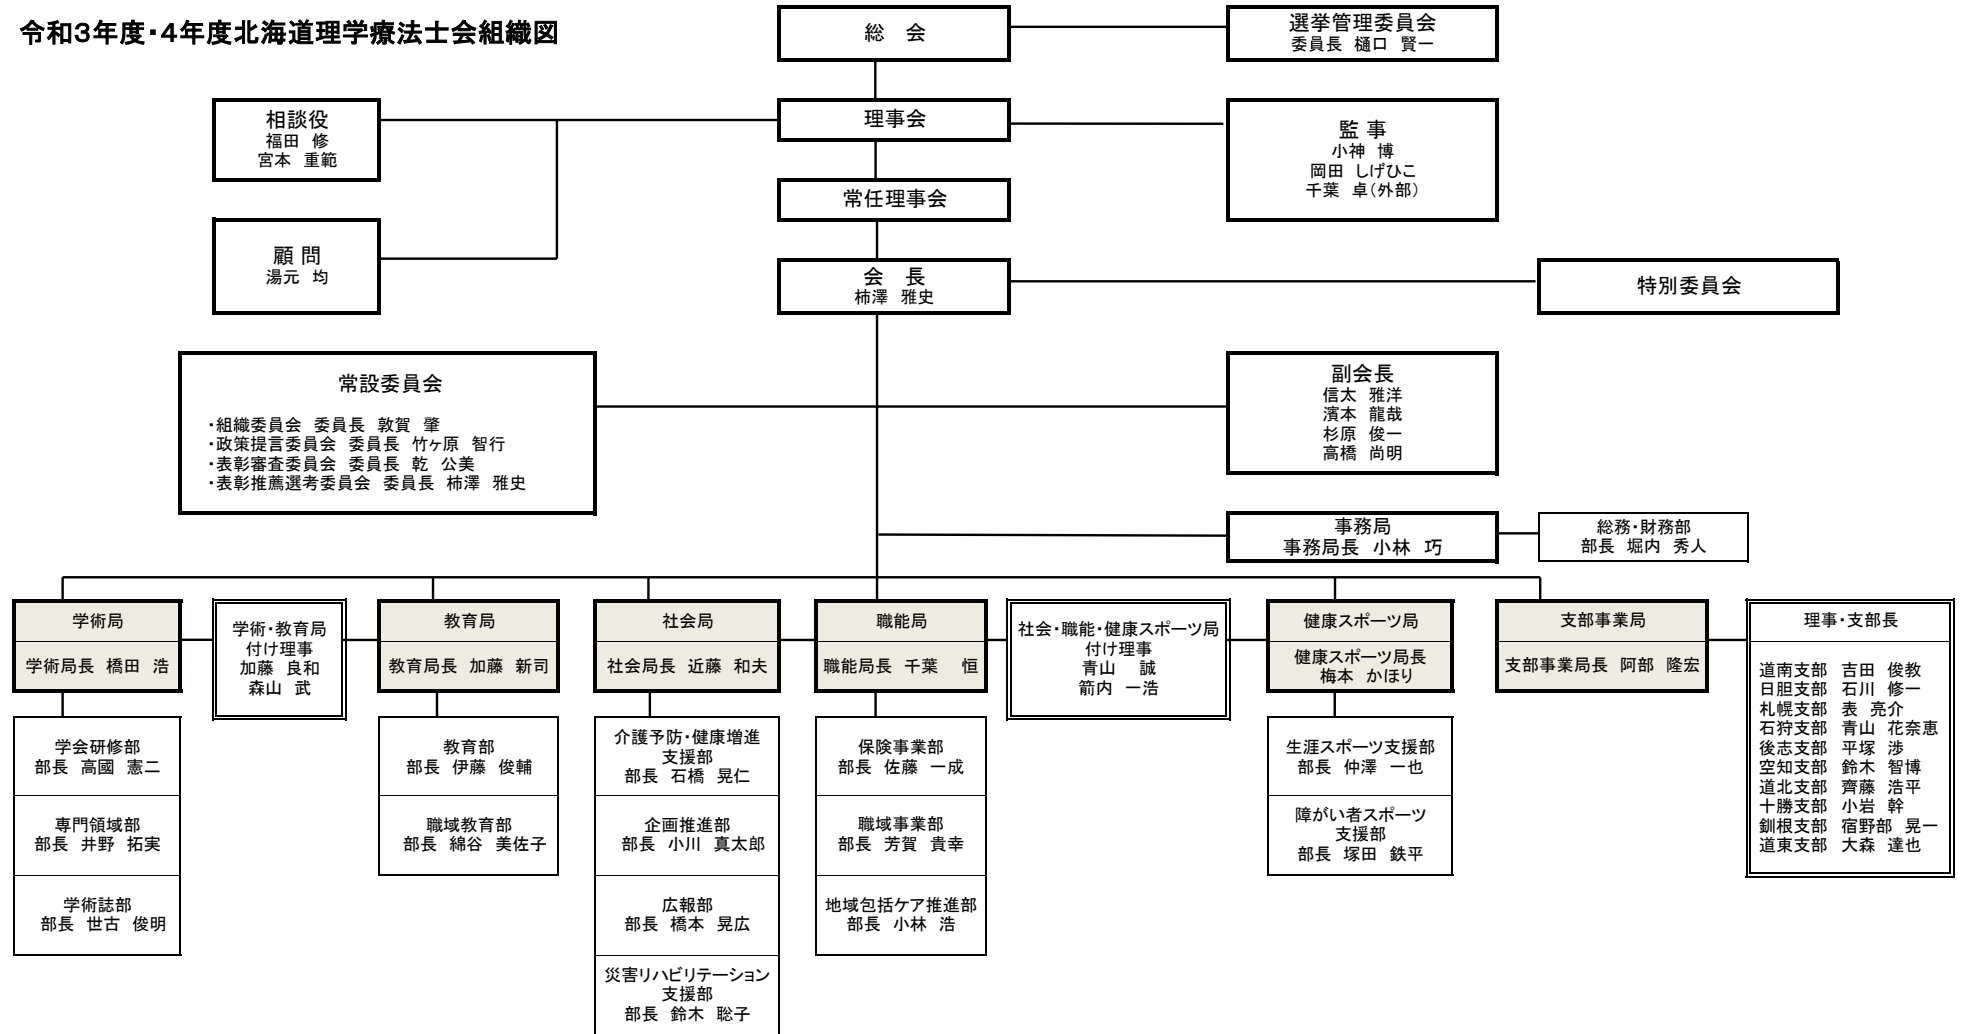 令和3年度・4年度北海道理学療法士会組織図
総　会
選挙管理委員会
委員長 樋口 賢一
相談役
福田 修
宮本 重範
理事会
監 事
小神 博
岡田 しげひこ
千葉 卓(外部)
常任理事会
顧 問
湯元 均
会　長
柿澤 雅史
特別委員会
常設委員会
・組織委員会 委員長 敦賀 肇
・政策提言委員会 委員長 竹ヶ原 智行
・表彰審査委員会 委員長 乾 公美
・表彰推薦選考委員会 委員長 柿澤 雅史
副会長
信太 雅洋
濱本 龍哉
杉原 俊一
高橋 尚明
事務局
事務局長 小林 巧
総務・財務部
部長 堀内 秀人
学術局
学術局長 橋田 浩
学術・教育局
付け理事
加藤 良和
森山 武
教育局
教育局長 加藤 新司
社会局
社会局長 近藤 和夫
職能局
職能局長 千葉　恒
社会・職能・健康スポーツ局
付け理事
青山　誠
箭内 一浩
健康スポーツ局
健康スポーツ局長
梅本 かほり
支部事業局
支部事業局長 阿部 隆宏
理事・支部長
道南支部 吉田 俊教
日胆支部 石川 修一
札幌支部 表 亮介
石狩支部 青山 花奈恵
後志支部 平塚 渉
空知支部 鈴木 智博
道北支部 齊藤 浩平
十勝支部 小岩 幹
釧根支部 宿野部 晃一
道東支部 大森 達也
学会研修部
部長 高國 憲二
専門領域部
部長 井野 拓実
学術誌部
部長 世古 俊明
教育部
部長 伊藤 俊輔
職域教育部
部長 綿谷 美佐子
介護予防・健康増進
支援部
部長 石橋 晃仁
企画推進部
部長 小川 真太郎
広報部
部長 橋本 晃広
災害リハビリテーション
支援部
部長 鈴木 聡子
保険事業部
部長 佐藤 一成
職域事業部
部長 芳賀 貴幸
地域包括ケア推進部
部長 小林 浩
生涯スポーツ支援部
部長 仲澤 一也
障がい者スポーツ
支援部
部長 塚田 鉄平